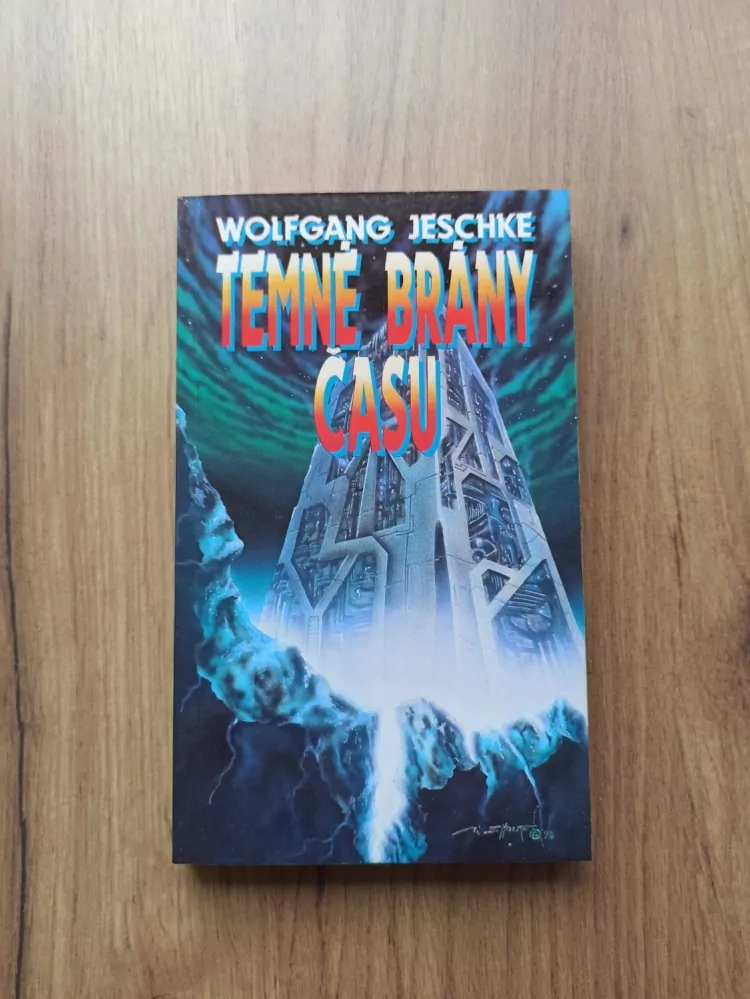 WOLFGANG JESCHKE
TEMNÉ BRÁNY
ČASU